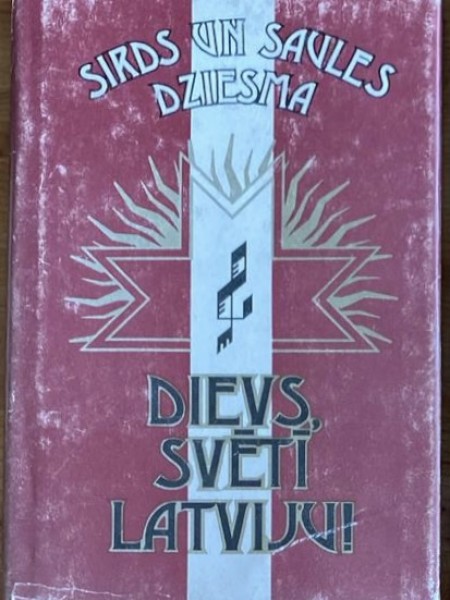 SIRDS UN SAULES
DZIESMA
DIEVS,
SVĒTĪ
LATVIJU!